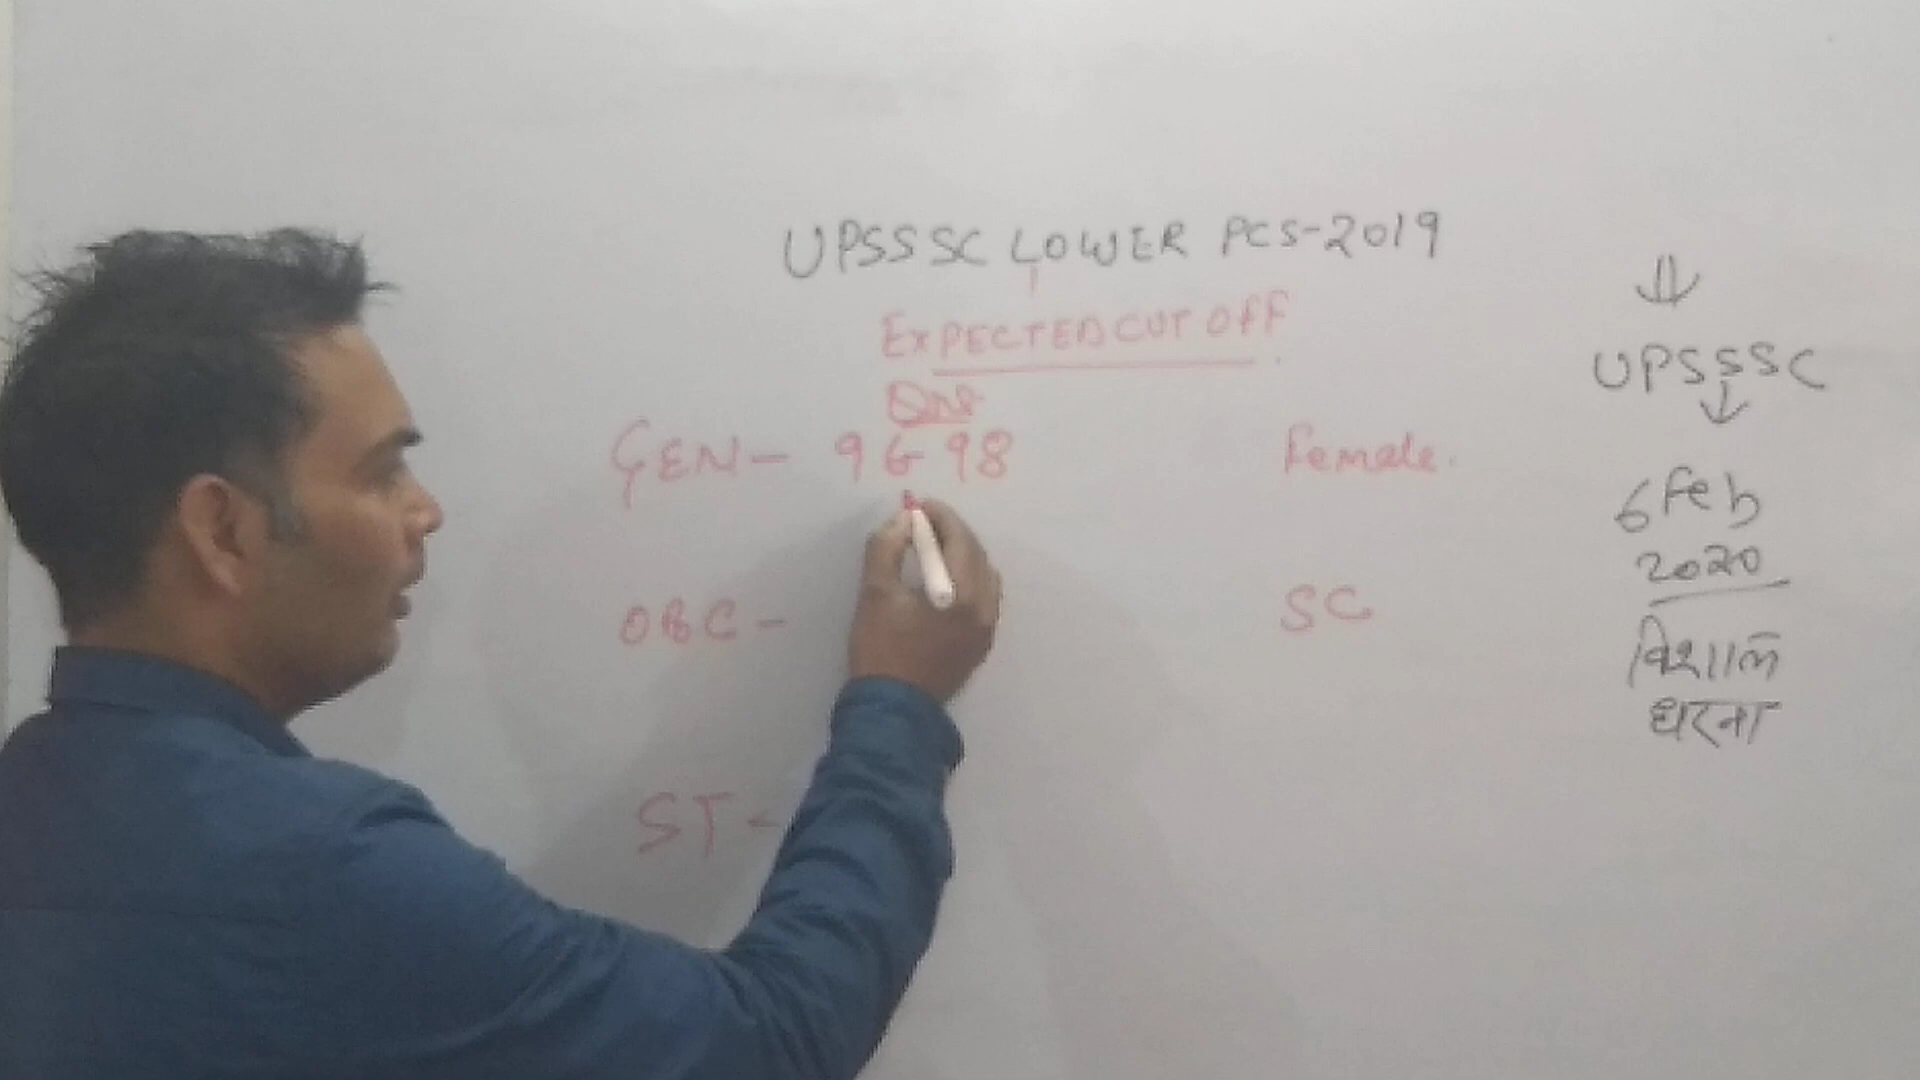 UPSSSC LOWER PCS-2019
EXPECTED CUT OFF
Qns
GEN - 96-98
Female.
OBC -
SC
ST -
UPSSSC
6 Feb
2020
विशाल
धरना